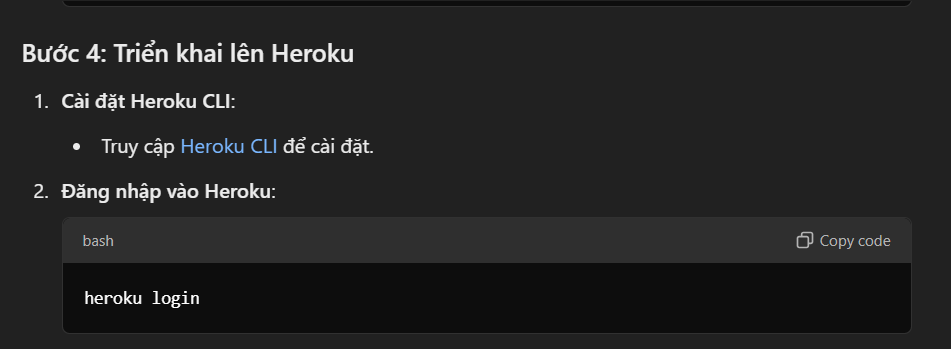 Bước 4: Triển khai lên Heroku
1. Cài đặt Heroku CLI:
• Truy cập Heroku CLI để cài đặt.
2. Đăng nhập vào Heroku:
bash
Copy code
heroku login